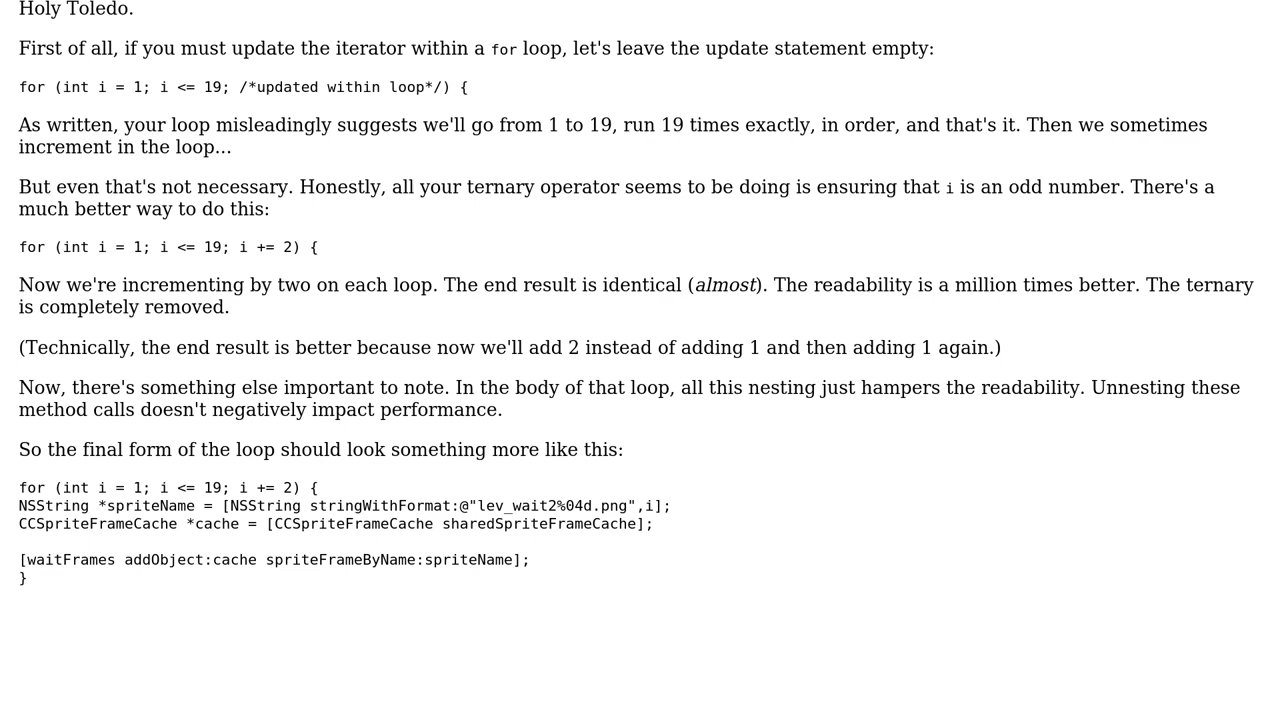 Holy Toledo.
First of all, if you must update the iterator within a for loop, let's leave the update statement empty:
for (int i = 1; i <= 19; /*updated within loop*/) {
As written, your loop misleadingly suggests we'll go from 1 to 19, run 19 times exactly, in order, and that's it. Then we sometimes
increment in the loop...
But even that's not necessary. Honestly, all your ternary operator seems to be doing is ensuring that i is an odd number. There's a
much better way to do this:
for (int i = 1; i <= 19; i += 2) {
Now we're incrementing by two on each loop. The end result is identical (almost). The readability is a million times better. The ternary
is completely removed.
(Technically, the end result is better because now we'll add 2 instead of adding 1 and then adding 1 again.)
Now, there's something else important to note. In the body of that loop, all this nesting just hampers the readability. Unnesting these
method calls doesn't negatively impact performance.
So the final form of the loop should look something more like this:
for (int i = 1; i <= 19; i += 2) {
NSString *spriteName = [NSString stringWithFormat:@"lev_wait2%04d.png",i];
CCSpriteFrameCache *cache = [CCSpriteFrameCache sharedSpriteFrameCache];
[waitFrames addObject:cache spriteFrameByName:spriteName];
}